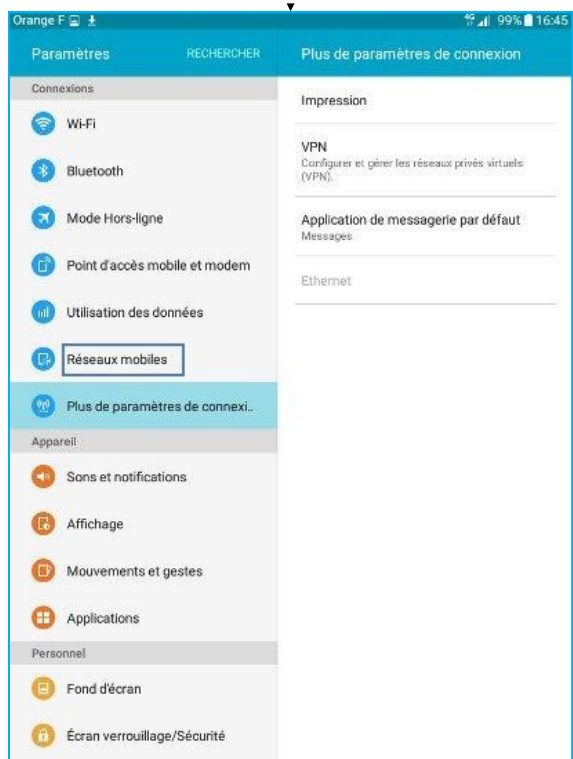 Orange F
4G 99% 16:45
Paramètres
RECHERCHER
Connexions
Wi-Fi
Bluetooth
Mode Hors-ligne
Point d'accès mobile et modem
Utilisation des données
Réseaux mobiles
Plus de paramètres de connexi..
Appareil
Sons et notifications
Affichage
Mouvements et gestes
Applications
Personnel
Fond d'écran
Écran verrouillage/Sécurité
Plus de paramètres de connexion
Impression
VPN
Configurer et gérer les réseaux privés virtuels
(VPN).
Application de messagerie par défaut
Messages
Ethernet